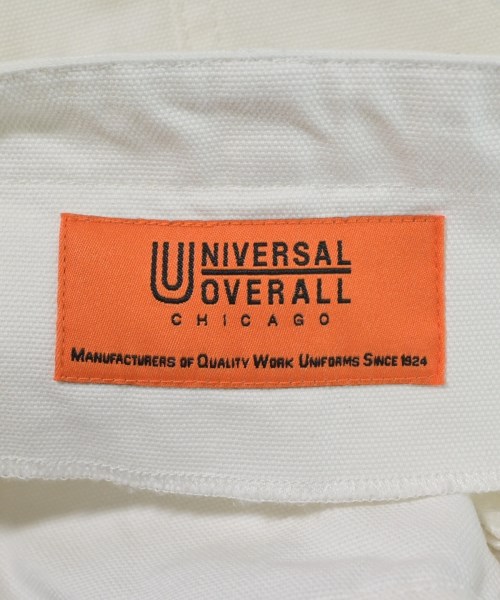 UNIVERSAL
OVERALL
CHICAGO
MANUFACTURERS OF QUALITY WORK UNIFORMS SINCE 1924